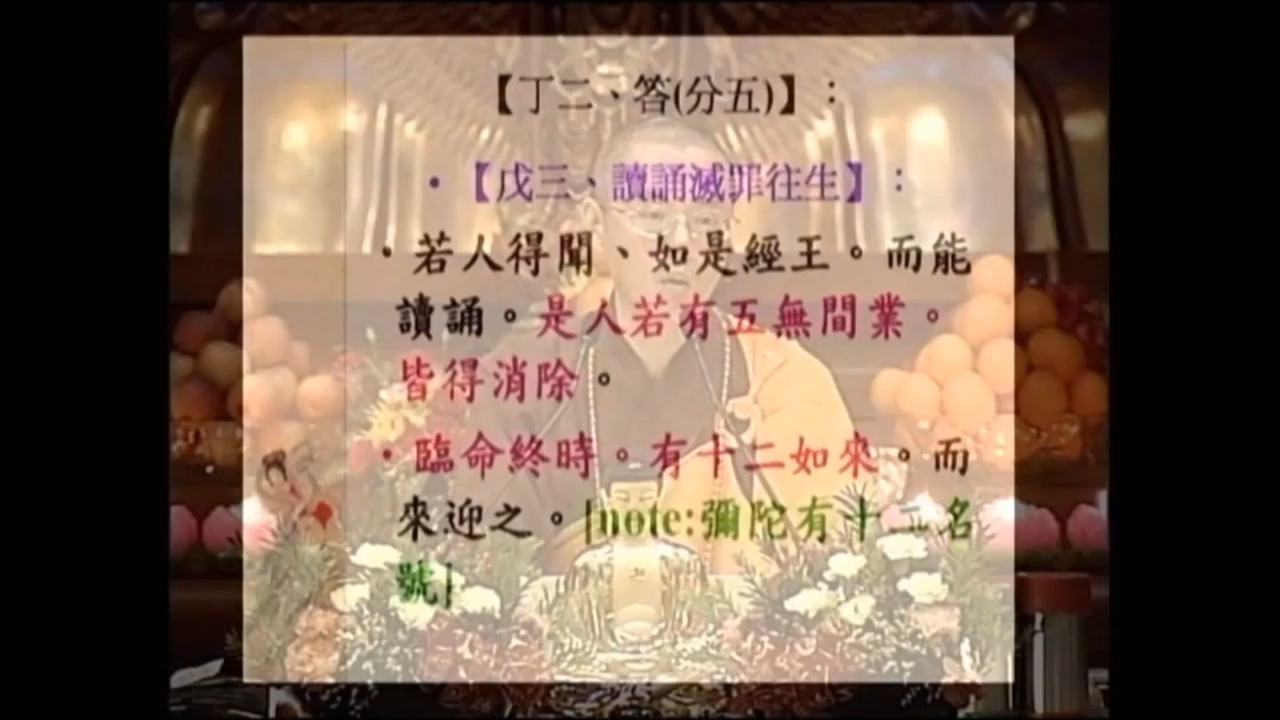 【丁二、答(分五)】：
•【戊三、讀誦滅罪往生】：
• 若人得聞、如是經王。而能
讀誦。是人若有五無間業。
皆得消除。
• 臨命終時。有十二如來。而
來迎之。[note:彌陀有十二名
號]